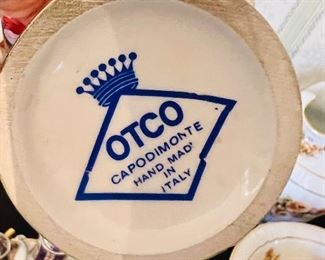 OTCO
CAPODIMONTE
HAND MAD'
IN
ITALY